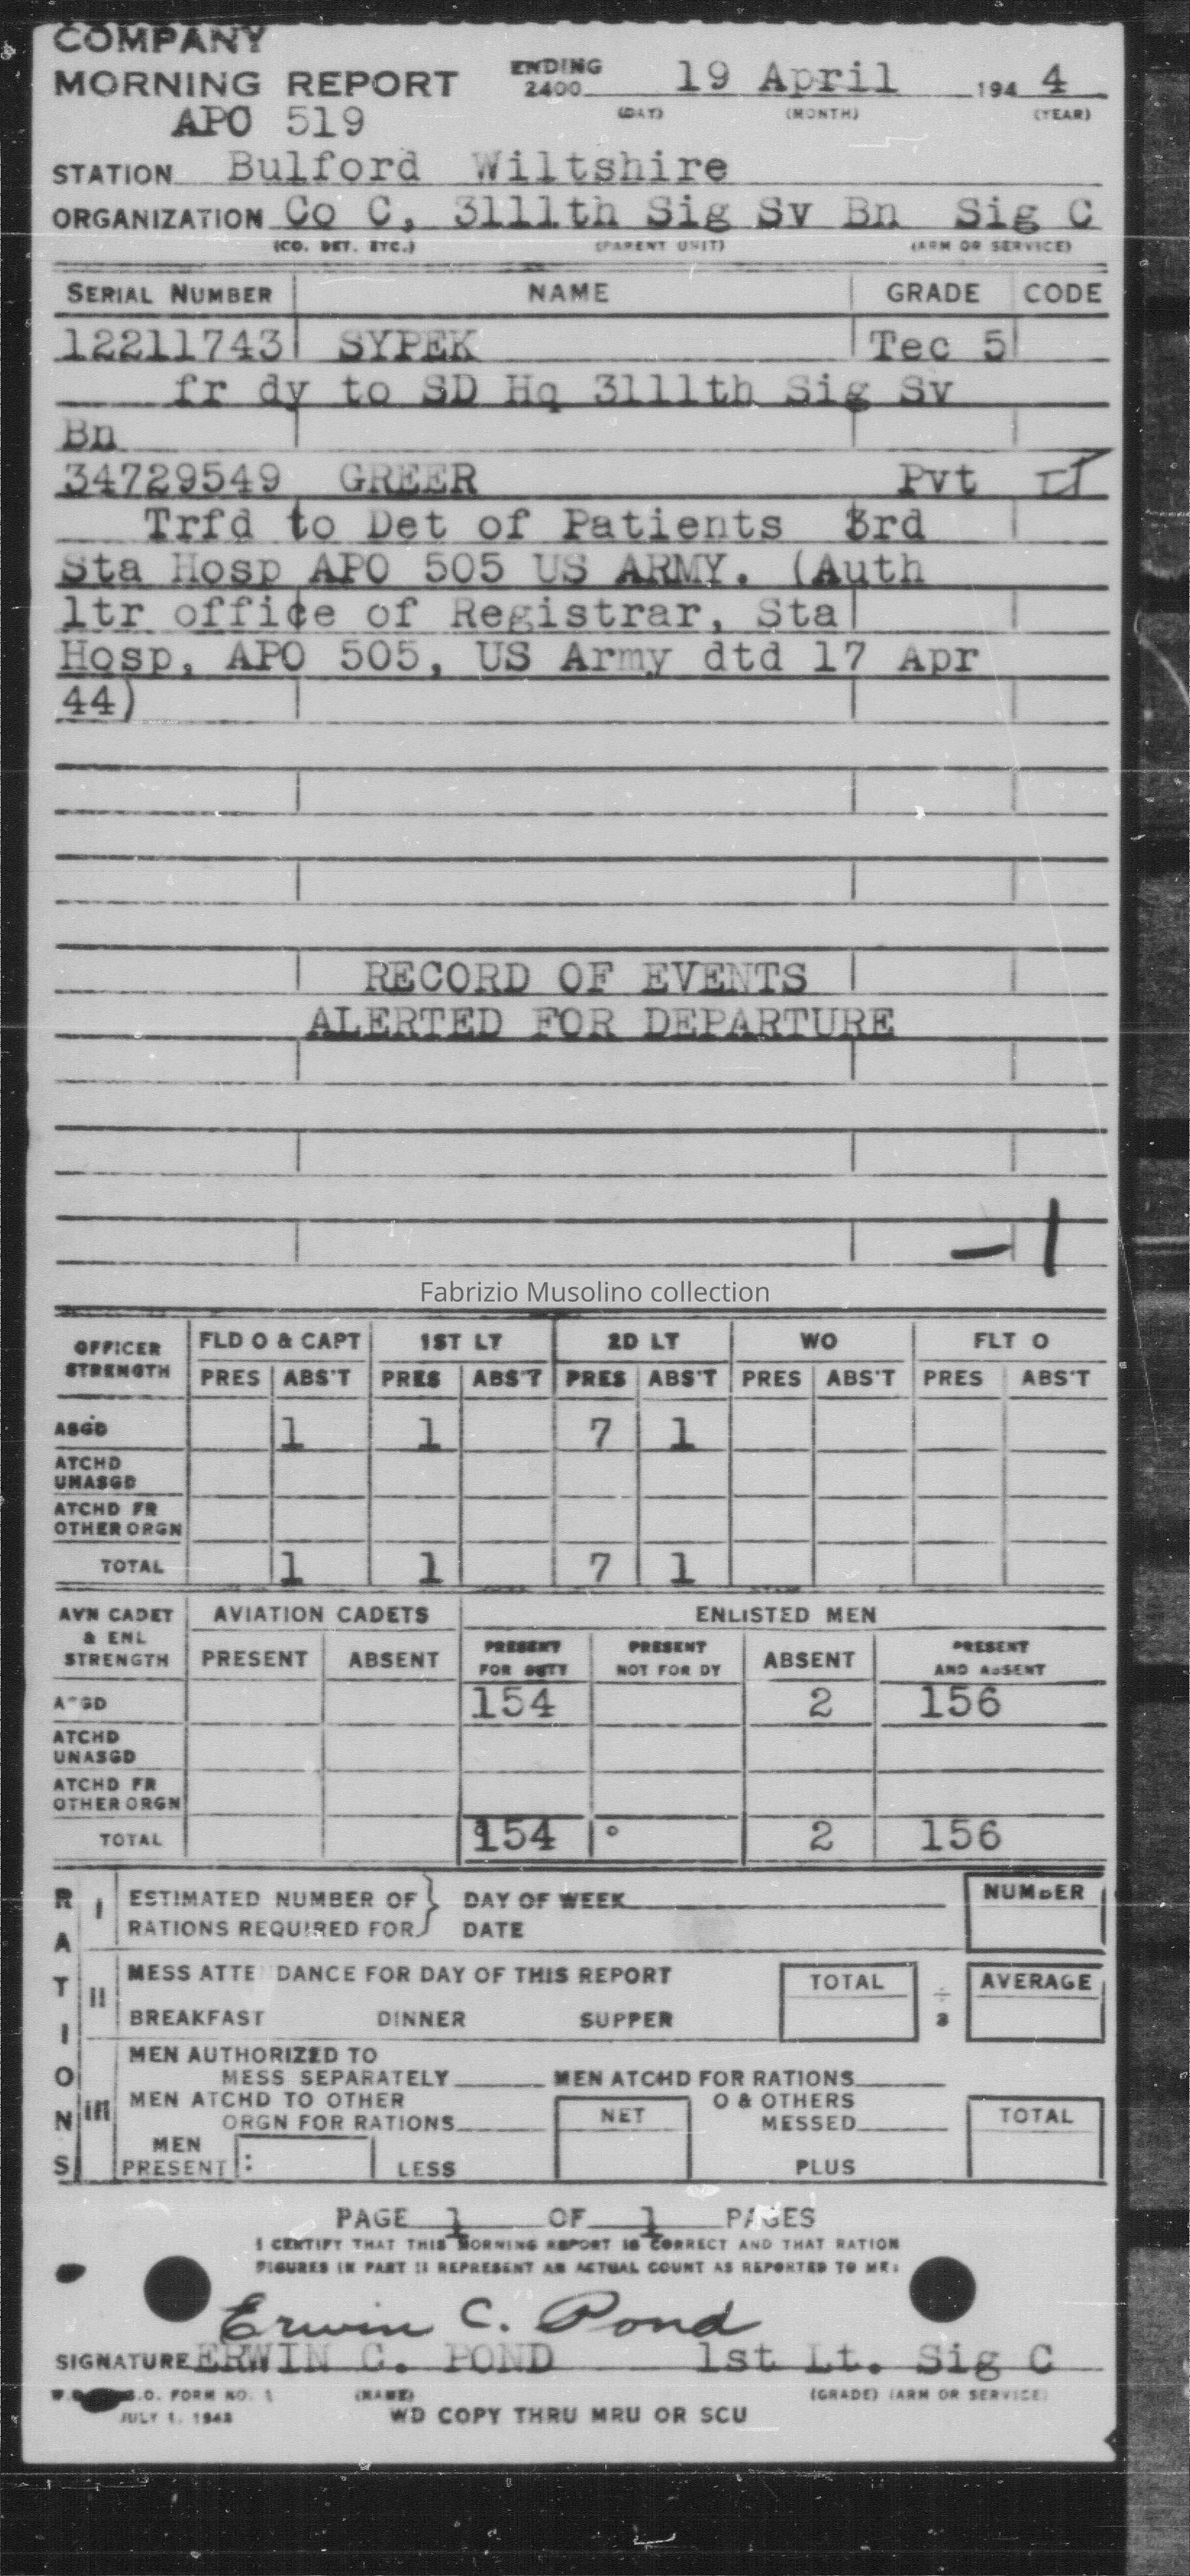 COMPANY
MORNING REPORT ENDING 2400 19 April 194 4
(DAY) (MONTH) (YEAR)
APO 519
STATION Bulford Wiltshire
ORGANIZATION Co C, 3111th Sig Sv Bn Sig C
(CO. DET. ETC.) (PARENT UNIT) (ARM OR SERVICE)
SERIAL NUMBER NAME GRADE CODE
12211743 SYPEK Tec 5
fr dy to SD Hq 3111th Sig Sv
Bn
34729549 GREER Pvt
Trfd to Det of Patients 3rd
Sta Hosp APO 505 US ARMY. (Auth
ltr office of Registrar, Sta
Hosp, APO 505, US Army dtd 17 Apr
44)
RECORD OF EVENTS
ALERTED FOR DEPARTURE
— 1
Fabrizio Musolino collection
OFFICER STRENGTH FLD O & CAPT 1ST LT 2D LT WO FLT O
PRES ABS'T PRES ABS'T PRES ABS'T PRES ABS'T PRES ABS'T
ASGD 1 1 7 1
ATCHD UNASGD
ATCHD FR OTHER ORGN
TOTAL 1 1 7 1
AVN CADET & ENL STRENGTH AVIATION CADETS ENLISTED MEN
PRESENT ABSENT PRESENT FOR DUTY PRESENT NOT FOR DY ABSENT PRESENT AND ABSENT
ASGD 154 2 156
ATCHD UNASGD
ATCHD FR OTHER ORGN
TOTAL 154 2 156
RATIONS
I ESTIMATED NUMBER OF RATIONS REQUIRED FOR } DAY OF WEEK DATE NUMBER
II MESS ATTENDANCE FOR DAY OF THIS REPORT TOTAL ÷ 3 AVERAGE
BREAKFAST DINNER SUPPER
III MEN AUTHORIZED TO
MESS SEPARATELY MEN ATCHD FOR RATIONS
MEN ATCHD TO OTHER ORGN FOR RATIONS NET O & OTHERS MESSED TOTAL
MEN PRESENT : LESS PLUS
PAGE 1 OF 1 PAGES
I CERTIFY THAT THIS MORNING REPORT IS CORRECT AND THAT RATION
FIGURES IN PART II REPRESENT AN ACTUAL COUNT AS REPORTED TO ME:
Erwin C. Pond
SIGNATURE ERWIN C. POND 1st Lt. Sig C
FORM NO. 1 (NAME) (GRADE) (ARM OR SERVICE)
JULY 1, 1943 WD COPY THRU MRU OR SCU